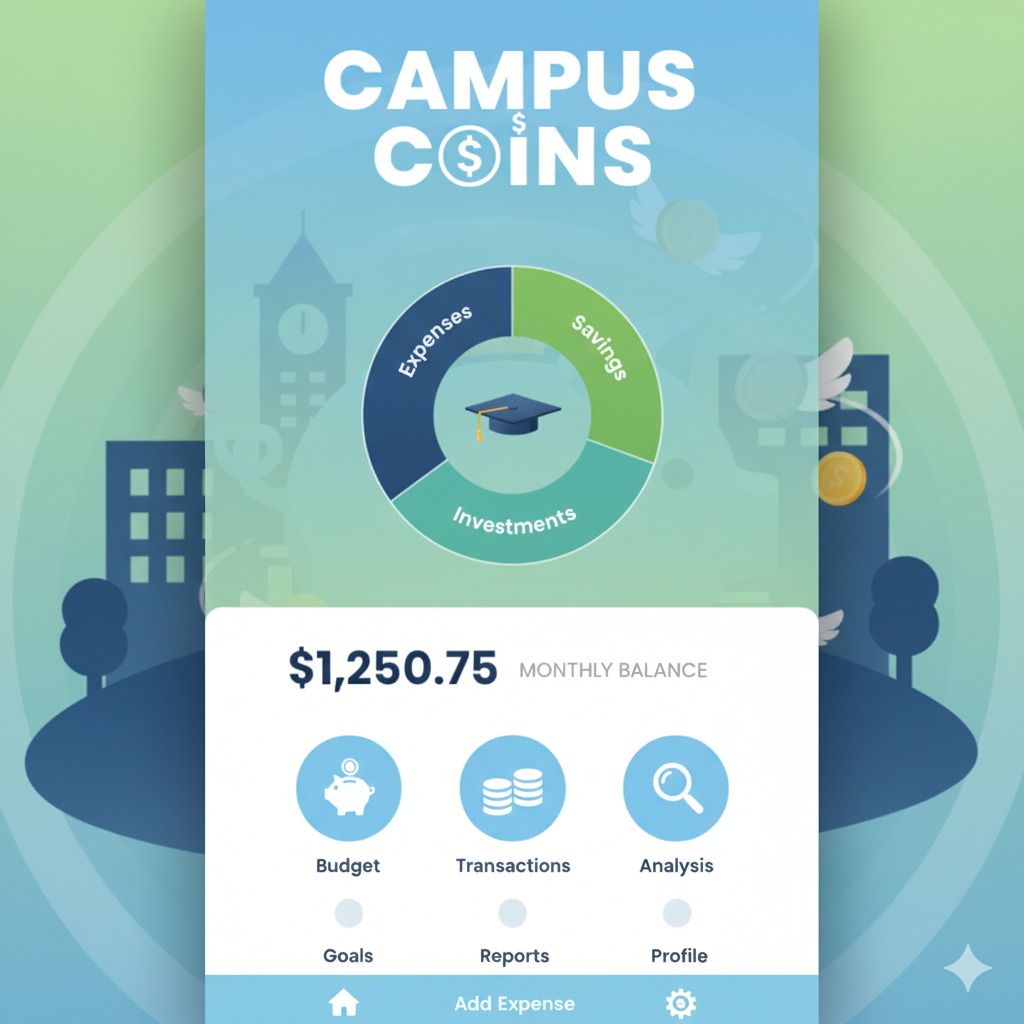 CAMPUS
COINS
Expenses
Savings
Investments
$1,250.75 MONTHLY BALANCE
Budget Transactions Analysis
Goals Reports Profile
Add Expense